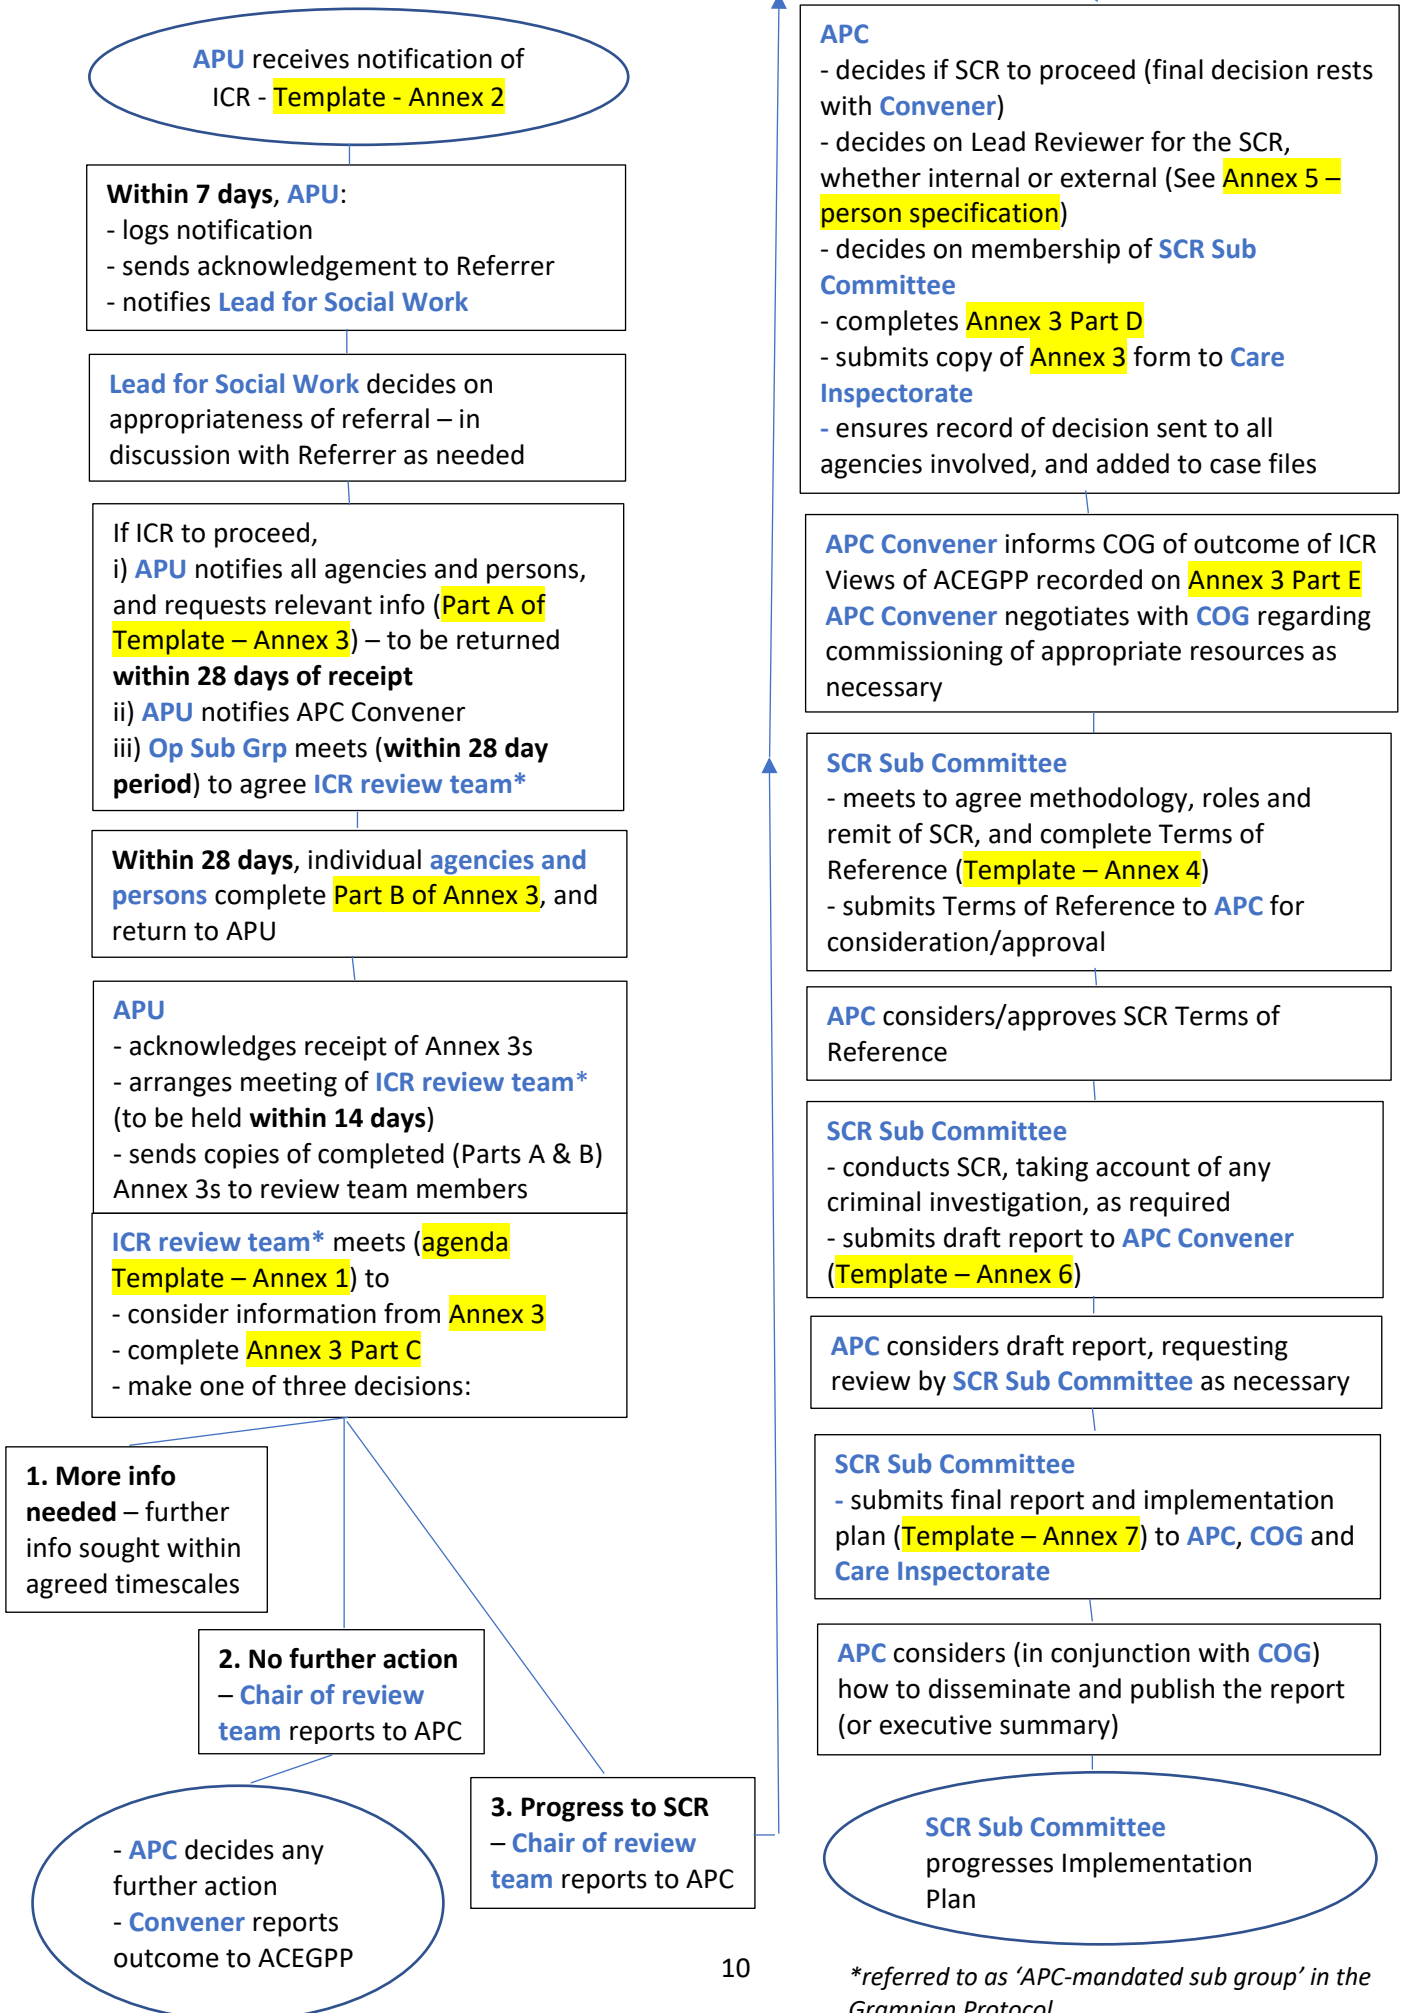 APU receives notification of
ICR - Template - Annex 2
Within 7 days, APU:
- logs notification
- sends acknowledgement to Referrer
- notifies Lead for Social Work
Lead for Social Work decides on
appropriateness of referral – in
discussion with Referrer as needed
If ICR to proceed,
i) APU notifies all agencies and persons,
and requests relevant info (Part A of
Template – Annex 3) – to be returned
within 28 days of receipt
ii) APU notifies APC Convener
iii) Op Sub Grp meets (within 28 day
period) to agree ICR review team*
Within 28 days, individual agencies and
persons complete Part B of Annex 3, and
return to APU
APU
- acknowledges receipt of Annex 3s
- arranges meeting of ICR review team*
(to be held within 14 days)
- sends copies of completed (Parts A & B)
Annex 3s to review team members
ICR review team* meets (agenda
Template – Annex 1) to
- consider information from Annex 3
- complete Annex 3 Part C
- make one of three decisions:
1. More info
needed – further
info sought within
agreed timescales
2. No further action
– Chair of review
team reports to APC
- APC decides any
further action
- Convener reports
outcome to ACEGPP
3. Progress to SCR
– Chair of review
team reports to APC
APC
- decides if SCR to proceed (final decision rests
with Convener)
- decides on Lead Reviewer for the SCR,
whether internal or external (See Annex 5 –
person specification)
- decides on membership of SCR Sub
Committee
- completes Annex 3 Part D
- submits copy of Annex 3 form to Care
Inspectorate
- ensures record of decision sent to all
agencies involved, and added to case files
APC Convener informs COG of outcome of ICR
Views of ACEGPP recorded on Annex 3 Part E
APC Convener negotiates with COG regarding
commissioning of appropriate resources as
necessary
SCR Sub Committee
- meets to agree methodology, roles and
remit of SCR, and complete Terms of
Reference (Template – Annex 4)
- submits Terms of Reference to APC for
consideration/approval
APC considers/approves SCR Terms of
Reference
SCR Sub Committee
- conducts SCR, taking account of any
criminal investigation, as required
- submits draft report to APC Convener
(Template – Annex 6)
APC considers draft report, requesting
review by SCR Sub Committee as necessary
SCR Sub Committee
- submits final report and implementation
plan (Template – Annex 7) to APC, COG and
Care Inspectorate
APC considers (in conjunction with COG)
how to disseminate and publish the report
(or executive summary)
SCR Sub Committee
progresses Implementation
Plan
10
*referred to as ‘APC-mandated sub group’ in the
Grampian Protocol